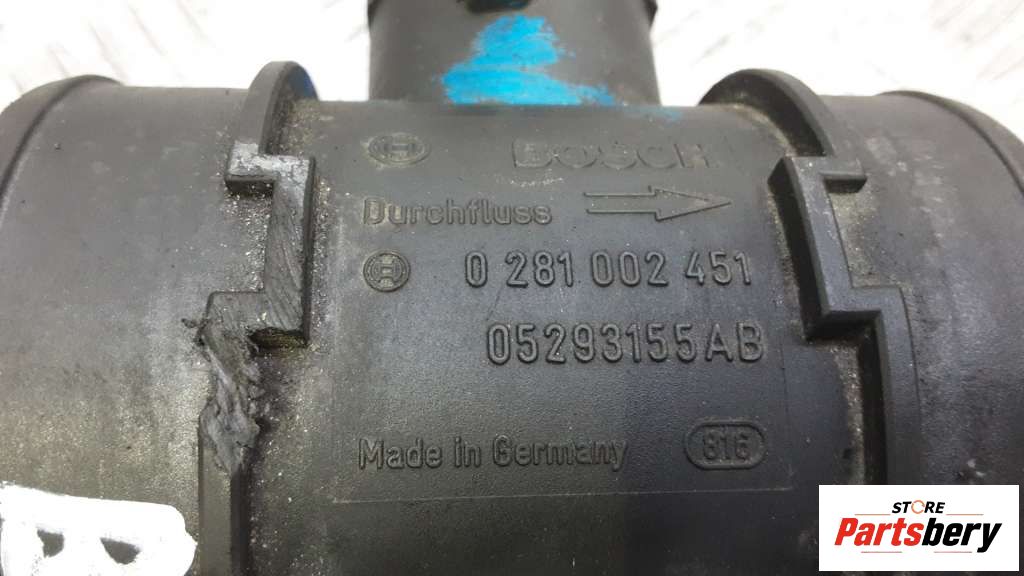 BOSCH
Durchfluss
0 281 002 451
05293155AB
Made in Germany 816
STORE
Partsbery